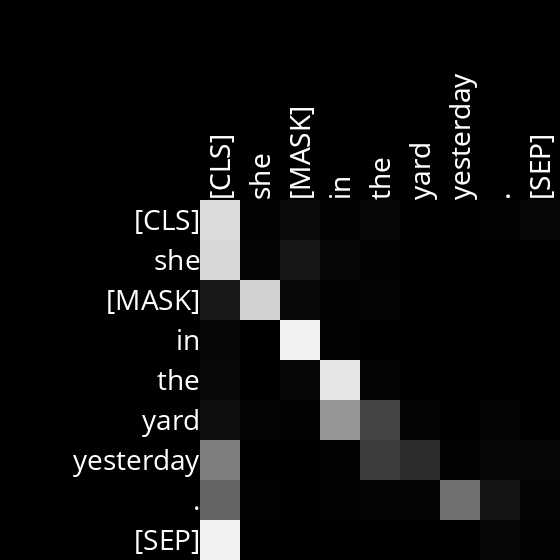 [CLS] she [MASK] in the yard yesterday . [SEP]
[CLS]
she
[MASK]
in
the
yard
yesterday
.
[SEP]